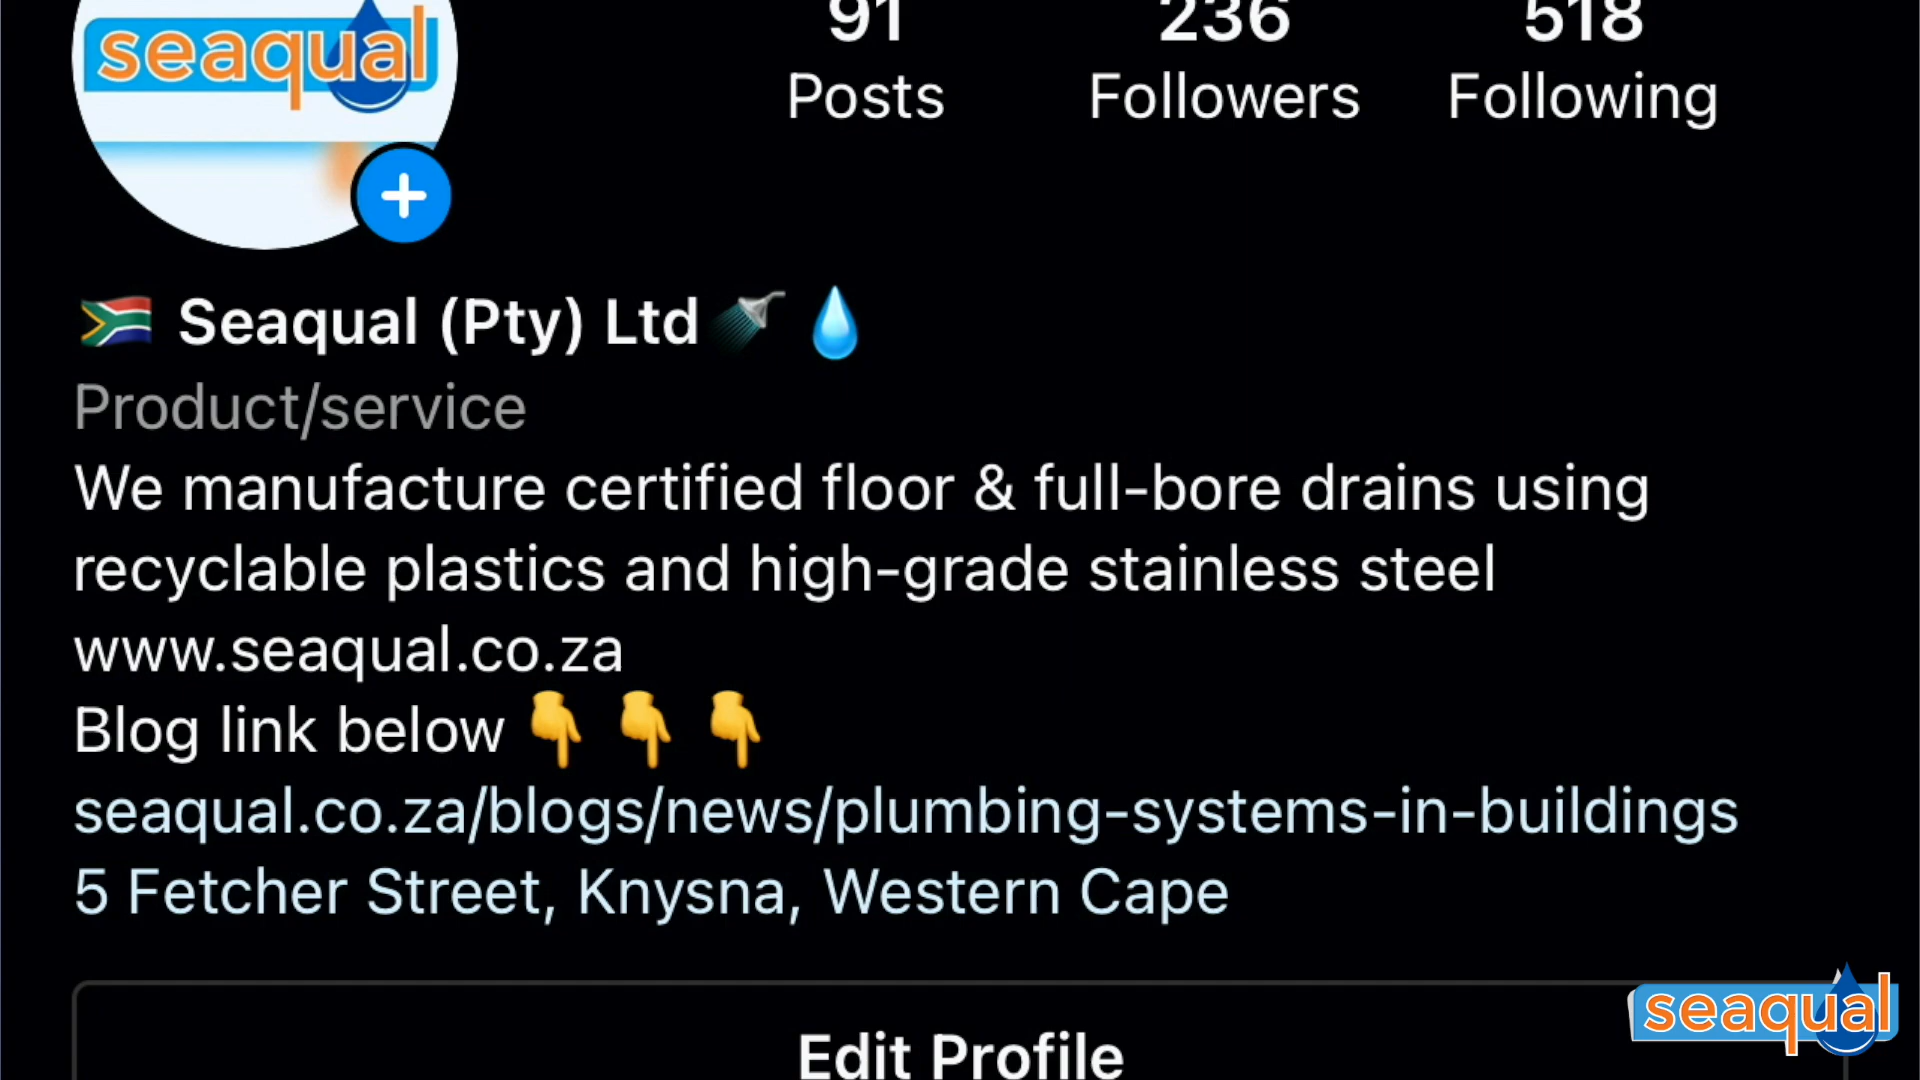 seaqual
91 236 518
Posts Followers Following
Seaqual (Pty) Ltd
Product/service
We manufacture certified floor & full-bore drains using
recyclable plastics and high-grade stainless steel
www.seaqual.co.za
Blog link below
seaqual.co.za/blogs/news/plumbing-systems-in-buildings
5 Fetcher Street, Knysna, Western Cape
Edit Profile
seaqual